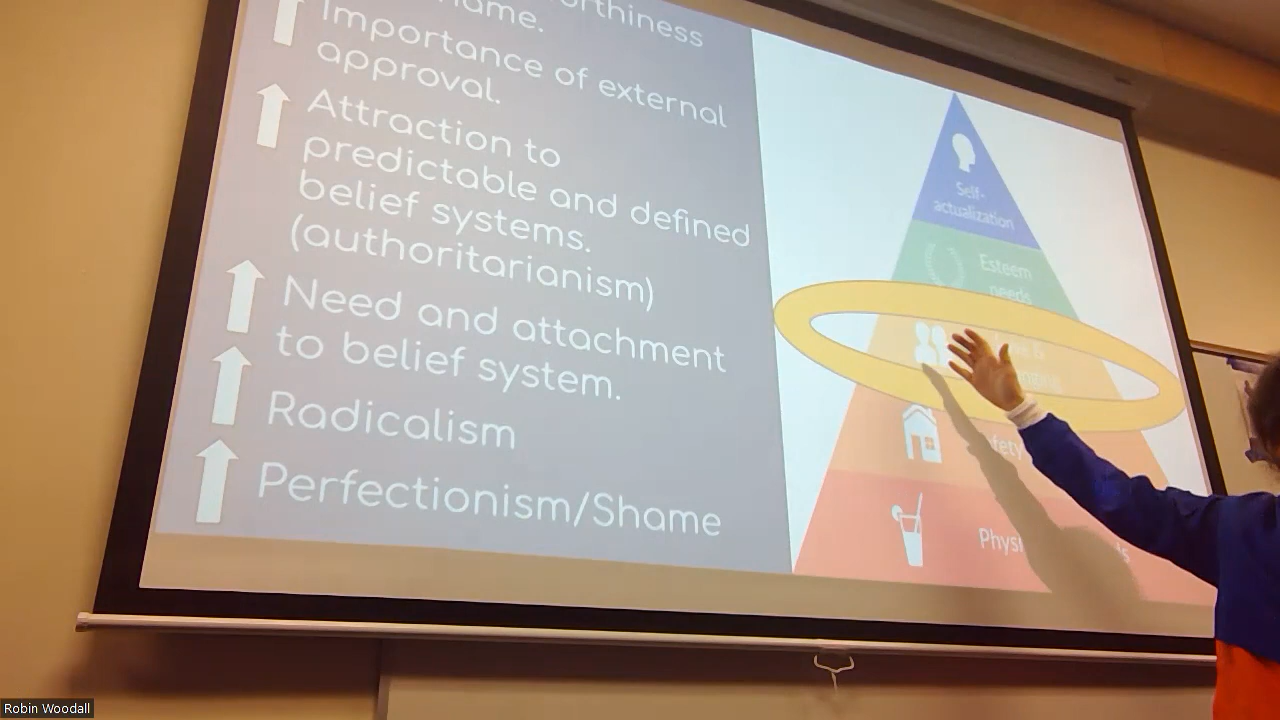 Importance of external
approval.
Attraction to
predictable and defined
belief systems.
(authoritarianism)
Need and attachment
to belief system.
Radicalism
Perfectionism/Shame
Self-
actualization
Esteem
needs
Robin Woodall